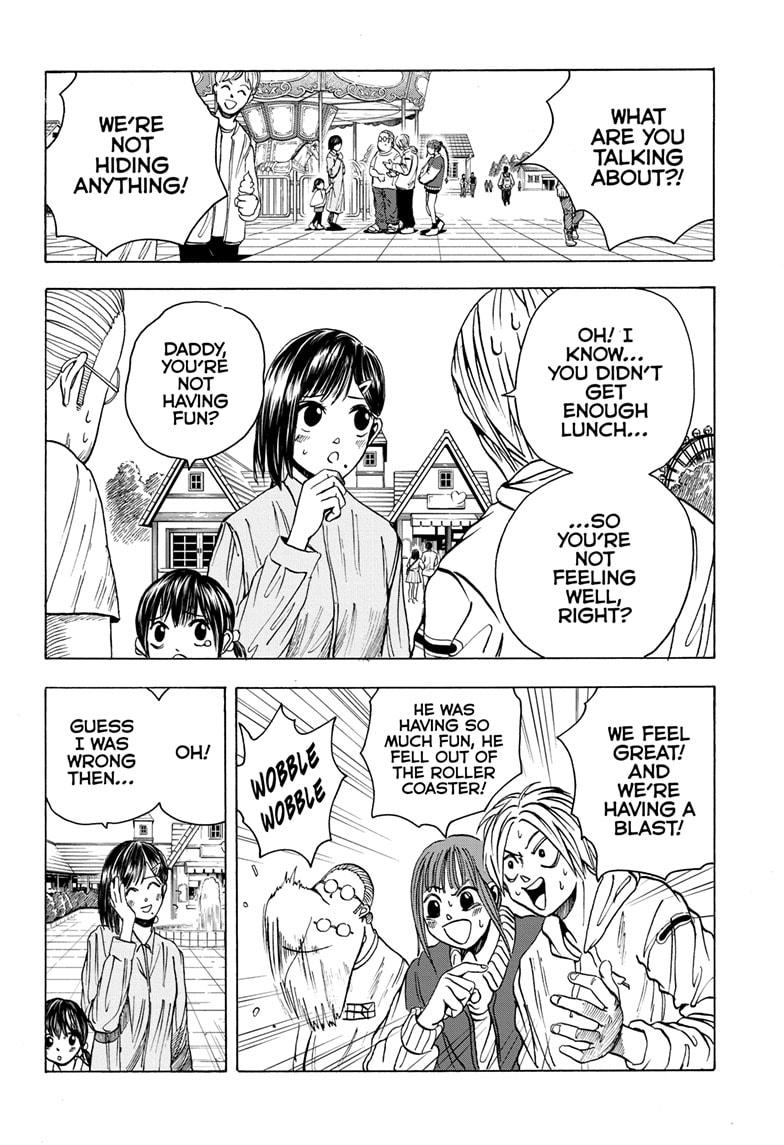 WHAT
ARE YOU
TALKING
ABOUT?!
WE'RE
NOT
HIDING
ANYTHING!
OH! I
KNOW...
YOU DIDN'T
GET
ENOUGH
LUNCH...
...SO
YOU'RE
NOT
FEELING
WELL,
RIGHT?
DADDY,
YOU'RE
NOT
HAVING
FUN?
WE FEEL
GREAT!
AND
WE'RE
HAVING A
BLAST!
HE WAS
HAVING SO
MUCH FUN, HE
FELL OUT OF
THE ROLLER
COASTER!
WOBBLE
WOBBLE
OH!
GUESS
I WAS
WRONG
THEN...